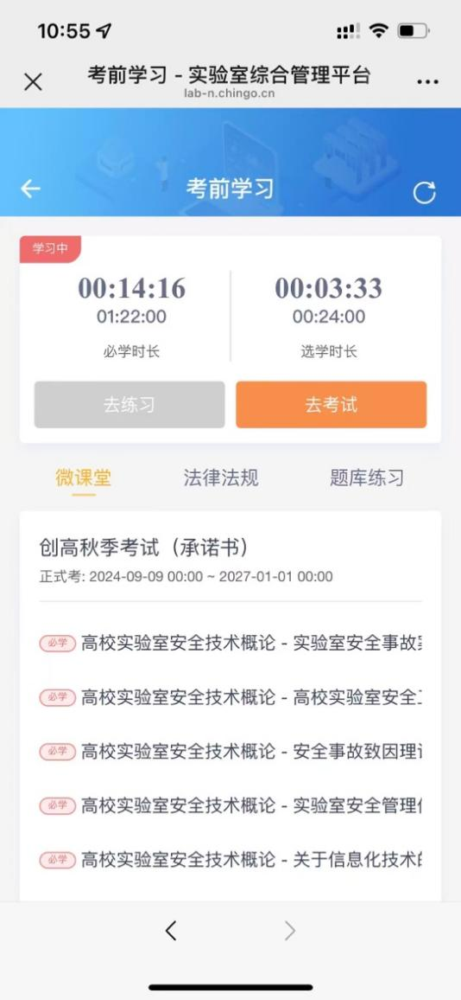 10:55
考前学习 - 实验室综合管理平台
lab-n.chingo.cn
考前学习
学习中
00:14:16
00:03:33
01:22:00
00:24:00
必学时长
选学时长
去练习
去考试
微课堂
法律法规
题库练习
创高秋季考试（承诺书）
正式考: 2024-09-09 00:00 ~ 2027-01-01 00:00
必学 高校实验室安全技术概论 - 实验室安全事故
必学 高校实验室安全技术概论 - 高校实验室安全
必学 高校实验室安全技术概论 - 安全事故致因理
必学 高校实验室安全技术概论 - 实验室安全管理
必学 高校实验室安全技术概论 - 关于信息化技术